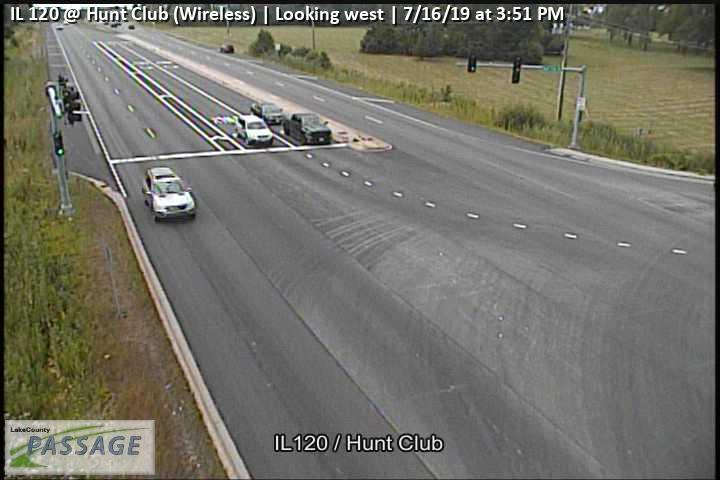 IL 120 @ Hunt Club (Wireless) | Looking west | 7/16/19 at 3:51 PM
LakeCounty
PASSAGE
IL120 / Hunt Club